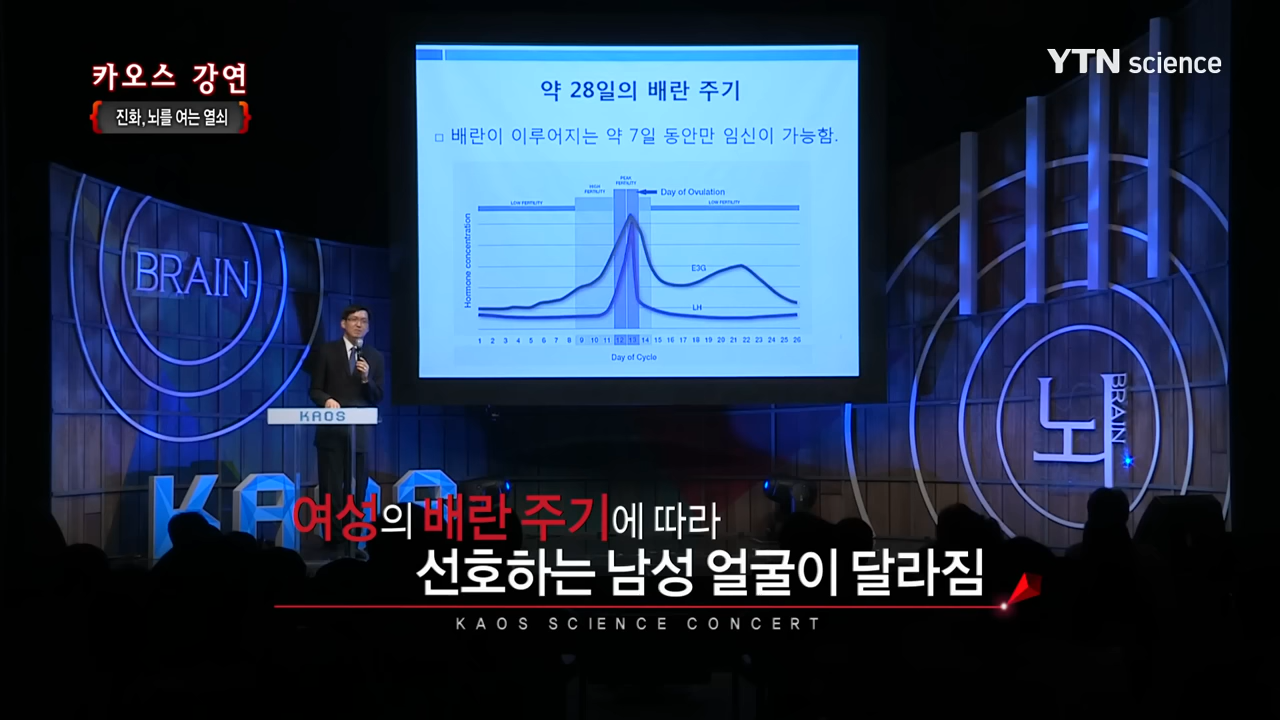 카오스 강연
진화, 뇌를 여는 열쇠
YTN science
약 28일의 배란 주기
□ 배란이 이루어지는 약 7일 동안만 임신이 가능함.
PEAK
FERTILITY
HIGH
FERTILITY
Day of Ovulation
LOW FERTILITY
LOW FERTILITY
Hormone concentration
E3G
LH
1 2 3 4 5 6 7 8 9 10 11 12 13 14 15 16 17 18 19 20 21 22 23 24 25 26
Day of Cycle
BRAIN
KAOS
뇌
BRAIN
KAOS
여성의 배란 주기에 따라
선호하는 남성 얼굴이 달라짐
KAOS SCIENCE CONCERT